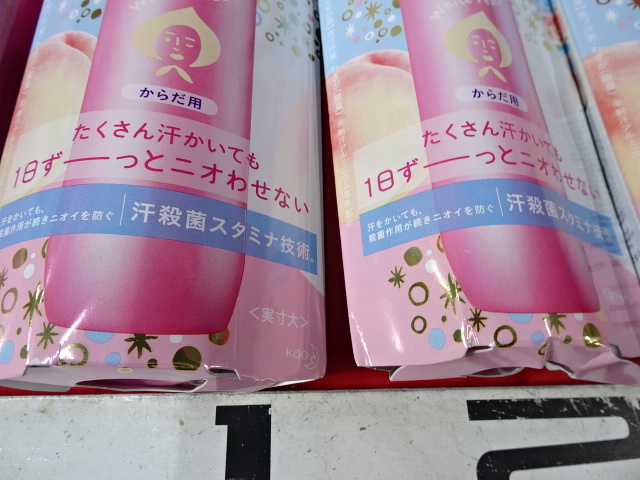 からだ用
たくさん汗かいても
1日ずーーっとニオわせない
汗をかいても、
殺菌作用が続きニオイを防ぐ
汗殺菌スタミナ技術。
<実寸大>
Kao
からだ用
たくさん汗かいても
1日ずーーっとニオわせない
汗をかいても、
殺菌作用が続きニオイを防ぐ
汗殺菌スタミナ技術
1 2